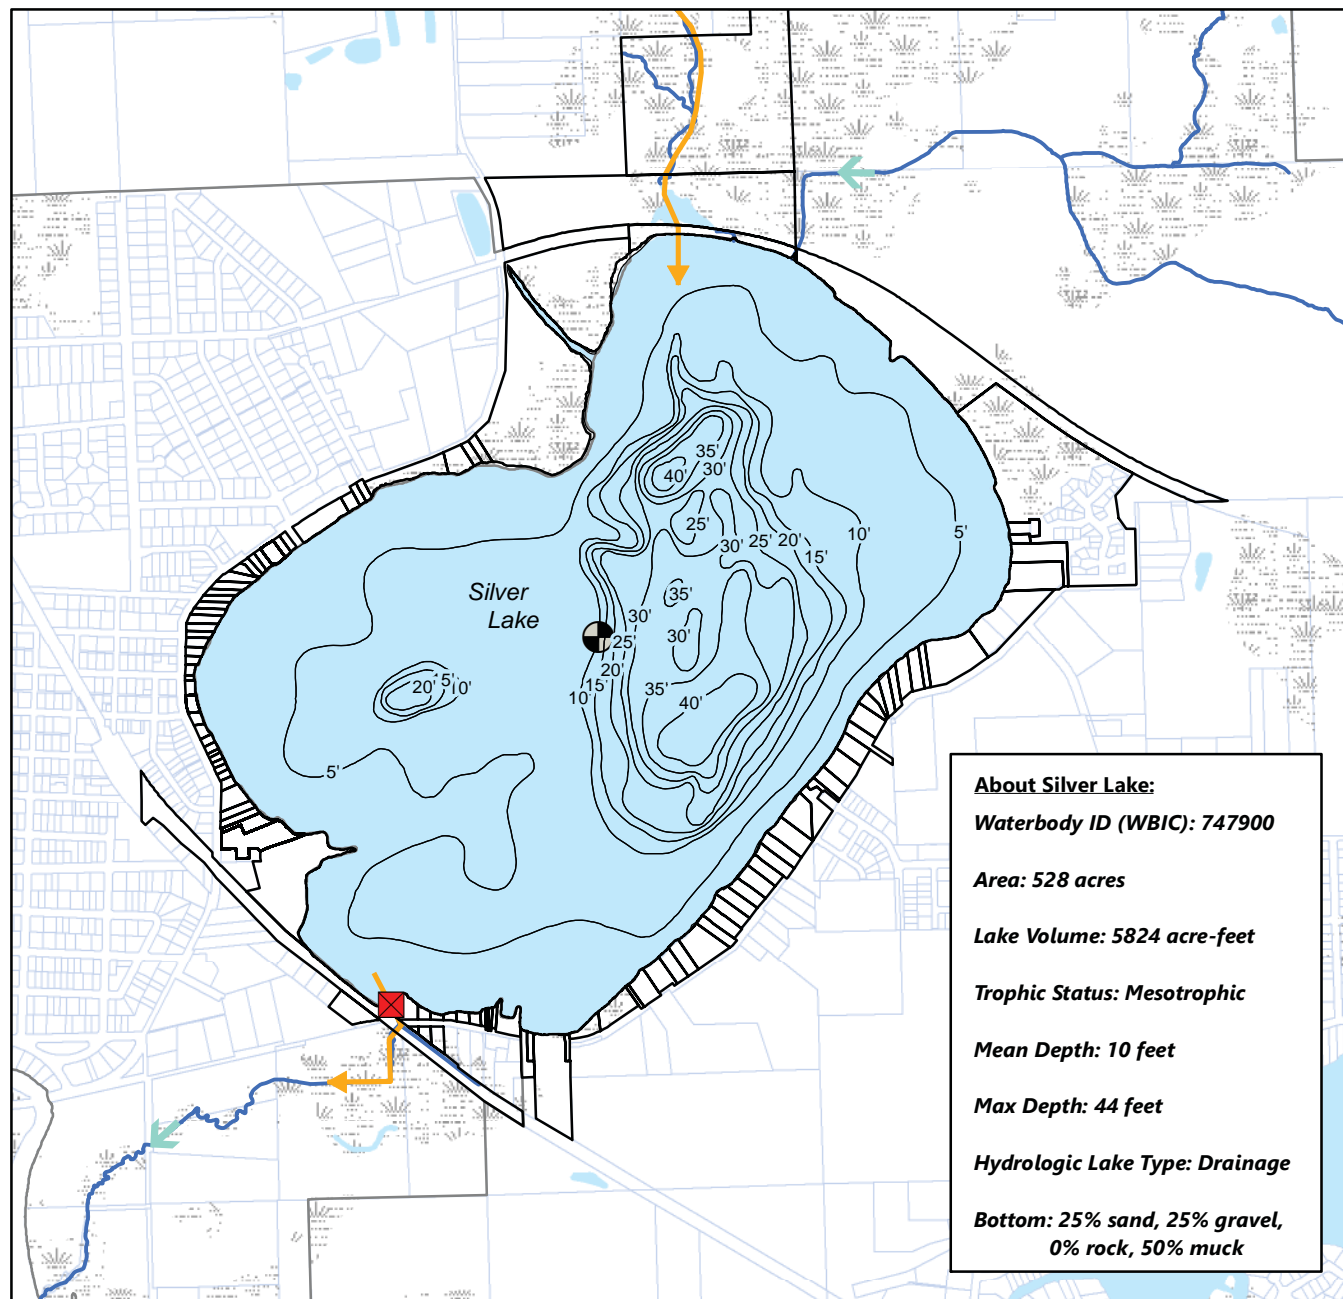 35'
30'
40'
25'
30'
25'
20'
15'
10'
5'
Silver
Lake
35'
30'
30'
25'
20'
15'
10'
35'
40'
20'
15'
10'
5'
About Silver Lake:
Waterbody ID (WBIC): 747900
Area: 528 acres
Lake Volume: 5824 acre-feet
Trophic Status: Mesotrophic
Mean Depth: 10 feet
Max Depth: 44 feet
Hydrologic Lake Type: Drainage
Bottom: 25% sand, 25% gravel,
0% rock, 50% muck